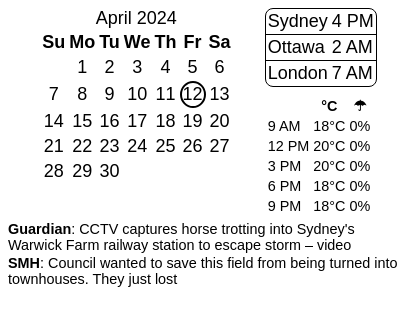 April 2024
Su Mo Tu We Th Fr Sa
1 2 3 4 5 6
7 8 9 10 11 12 13
14 15 16 17 18 19 20
21 22 23 24 25 26 27
28 29 30
Sydney 4 PM
Ottawa 2 AM
London 7 AM
°C ☂
9 AM 18°C 0%
12 PM 20°C 0%
3 PM 20°C 0%
6 PM 18°C 0%
9 PM 18°C 0%
Guardian: CCTV captures horse trotting into Sydney's
Warwick Farm railway station to escape storm – video
SMH: Council wanted to save this field from being turned into
townhouses. They just lost